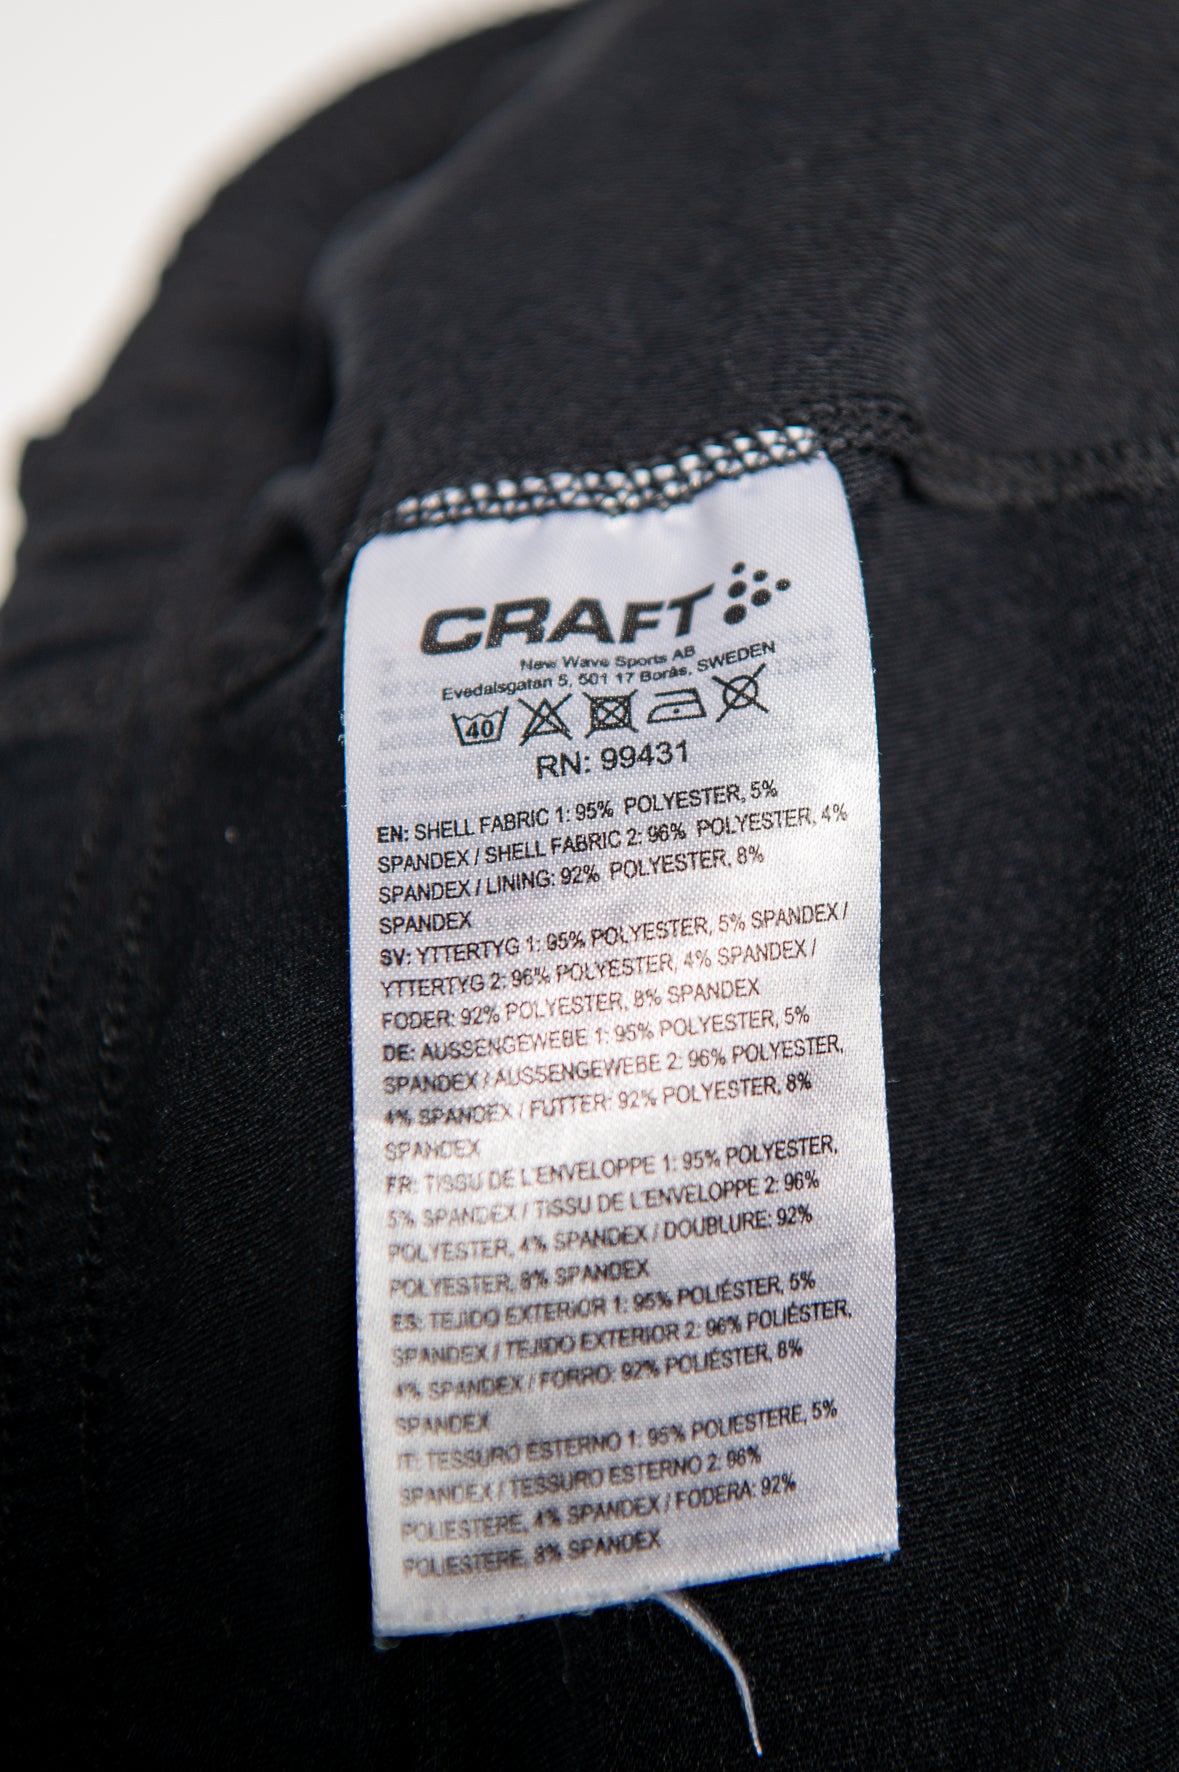 CRAFT
New Wave Sports AB
Evedalsgatan 5, 501 17 Borås, SWEDEN
40
RN: 99431
EN: SHELL FABRIC 1: 95% POLYESTER, 5%
SPANDEX / SHELL FABRIC 2: 96% POLYESTER, 4%
SPANDEX / LINING: 92% POLYESTER, 8%
SPANDEX
SV: YTTERTYG 1: 95% POLYESTER, 5% SPANDEX /
YTTERTYG 2: 96% POLYESTER, 4% SPANDEX /
FODER: 92% POLYESTER, 8% SPANDEX
DE: AUSSENGEWEBE 1: 95% POLYESTER, 5%
SPANDEX / AUSSENGEWEBE 2: 96% POLYESTER,
4% SPANDEX / FUTTER: 92% POLYESTER, 8%
SPANDEX
FR: TISSU DE L'ENVELOPPE 1: 95% POLYESTER,
5% SPANDEX / TISSU DE L'ENVELOPPE 2: 96%
POLYESTER, 4% SPANDEX / DOUBLURE: 92%
POLYESTER, 8% SPANDEX
ES: TEJIDO EXTERIOR 1: 95% POLIÉSTER, 5%
SPANDEX / TEJIDO EXTERIOR 2: 96% POLIÉSTER,
4% SPANDEX / FORRO: 92% POLIÉSTER, 8%
SPANDEX
IT: TESSURO ESTERNO 1: 95% POLIESTERE, 5%
SPANDEX / TESSURO ESTERNO 2: 96%
POLIESTERE, 4% SPANDEX / FODERA: 92%
POLIESTERE, 8% SPANDEX